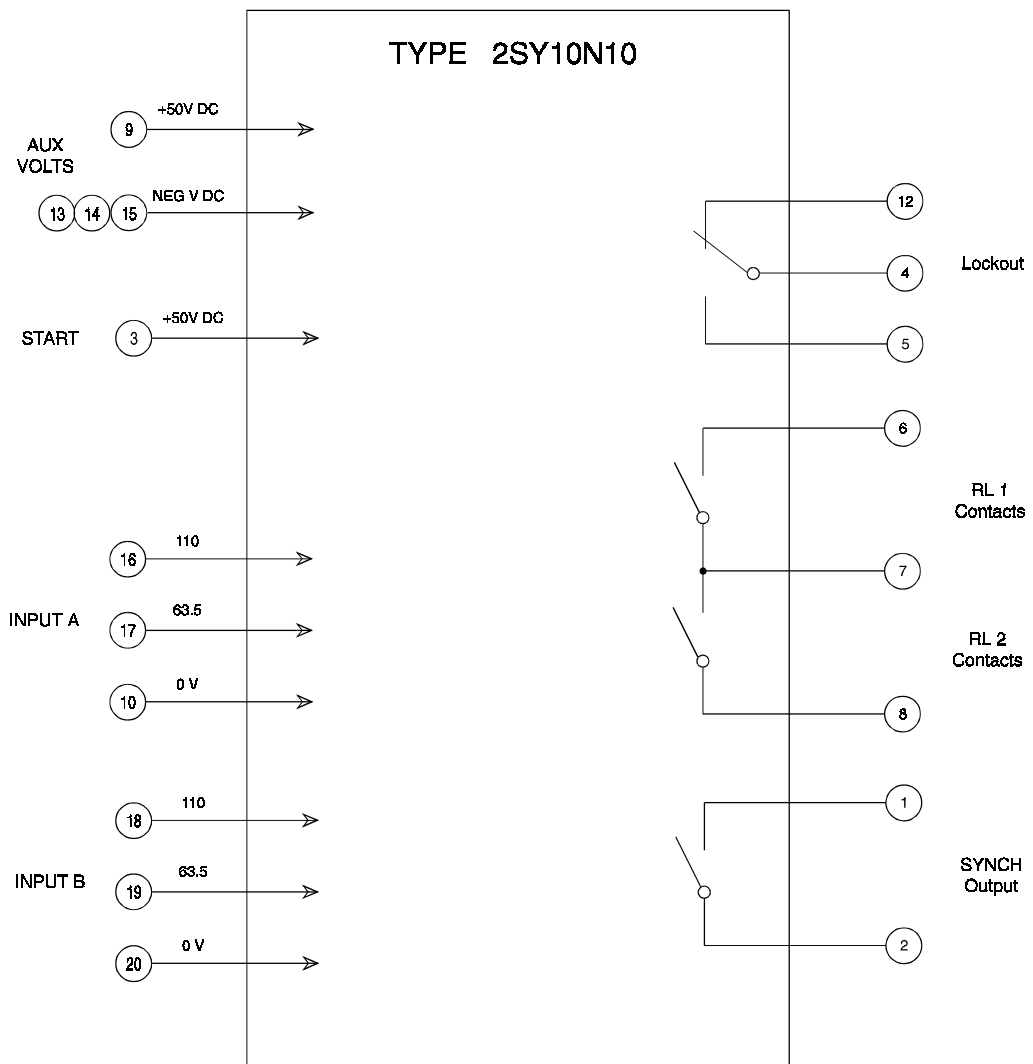 TYPE 2SY10N10
AUX
VOLTS
9
+50V DC
13 14 15
NEG V DC
START
3
+50V DC
INPUT A
16
110
17
63.5
10
0 V
INPUT B
18
110
19
63.5
20
0 V
12
4
5
Lockout
6
RL 1
Contacts
7
RL 2
Contacts
8
1
SYNCH
Output
2